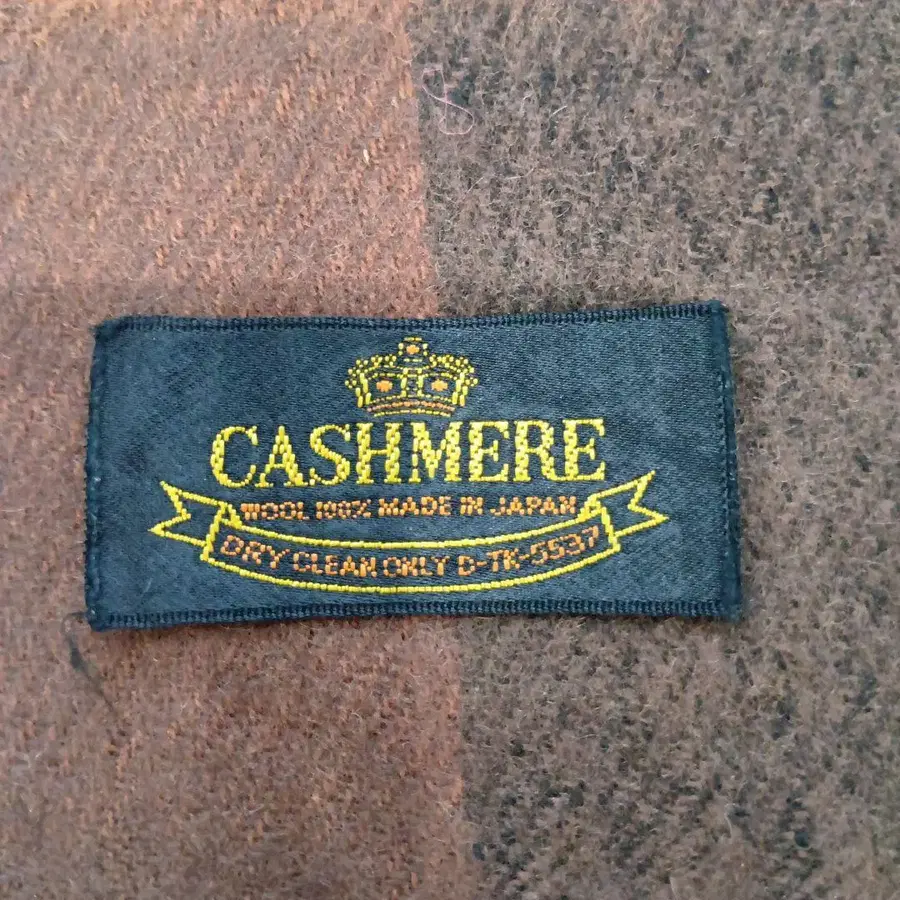 CASHMERE
WOOL 100% MADE IN JAPAN
DRY CLEAN ONLY D-TK-5537